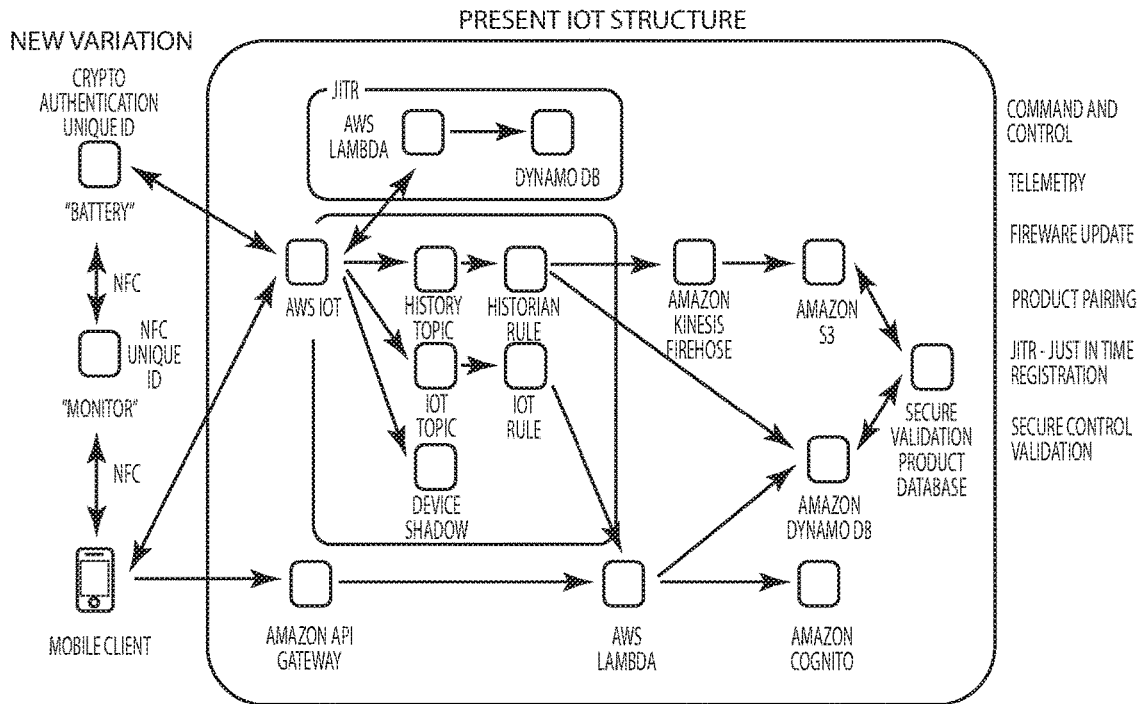 PRESENT IOT STRUCTURE
NEW VARIATION
CRYPTO
AUTHENTICATION
UNIQUE ID
"BATTERY"
NFC
NFC
UNIQUE
ID
"MONITOR"
NFC
MOBILE CLIENT
JITR
AWS
LAMBDA
DYNAMO DB
AWS IOT
HISTORY
TOPIC
HISTORIAN
RULE
IOT
TOPIC
IOT
RULE
DEVICE
SHADOW
AMAZON
KINESIS
FIREHOSE
AMAZON
S3
SECURE
VALIDATION
PRODUCT
DATABASE
AMAZON
DYNAMO DB
AMAZON API
GATEWAY
AWS
LAMBDA
AMAZON
COGNITO
COMMAND AND
CONTROL
TELEMETRY
FIREWARE UPDATE
PRODUCT PAIRING
JITR - JUST IN TIME
REGISTRATION
SECURE CONTROL
VALIDATION